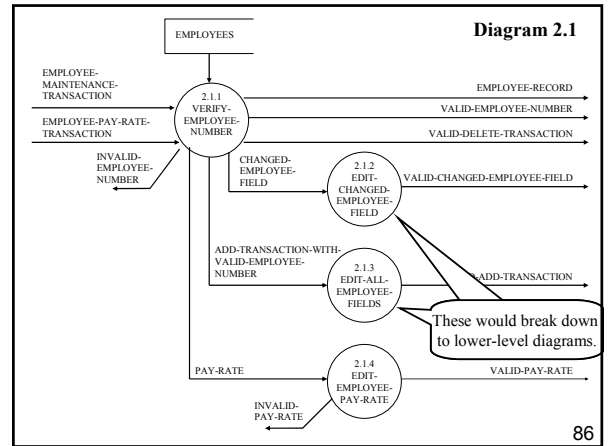 Diagram 2.1
EMPLOYEES
EMPLOYEE-
MAINTENANCE-
TRANSACTION
EMPLOYEE-PAY-RATE-
TRANSACTION
2.1.1
VERIFY-
EMPLOYEE-
NUMBER
EMPLOYEE-RECORD
VALID-EMPLOYEE-NUMBER
VALID-DELETE-TRANSACTION
INVALID-
EMPLOYEE-
NUMBER
CHANGED-
EMPLOYEE-
FIELD
2.1.2
EDIT-
CHANGED-
EMPLOYEE-
FIELD
VALID-CHANGED-EMPLOYEE-FIELD
ADD-TRANSACTION-WITH-
VALID-EMPLOYEE-
NUMBER
2.1.3
EDIT-ALL-
EMPLOYEE-
FIELDS
-ADD-TRANSACTION
These would break down
to lower-level diagrams.
PAY-RATE
2.1.4
EDIT-
EMPLOYEE-
PAY-RATE
VALID-PAY-RATE
INVALID-
PAY-RATE
86